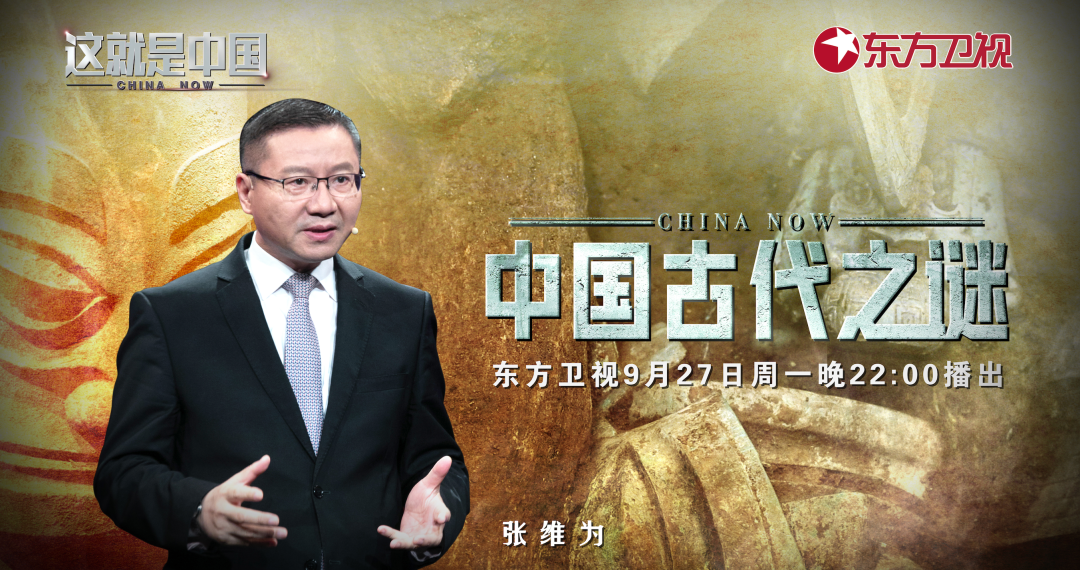 这就是中国
CHINA NOW
东方卫视
CHINA NOW
中国古代之谜
东方卫视9月27日周一晚22:00播出
张维为